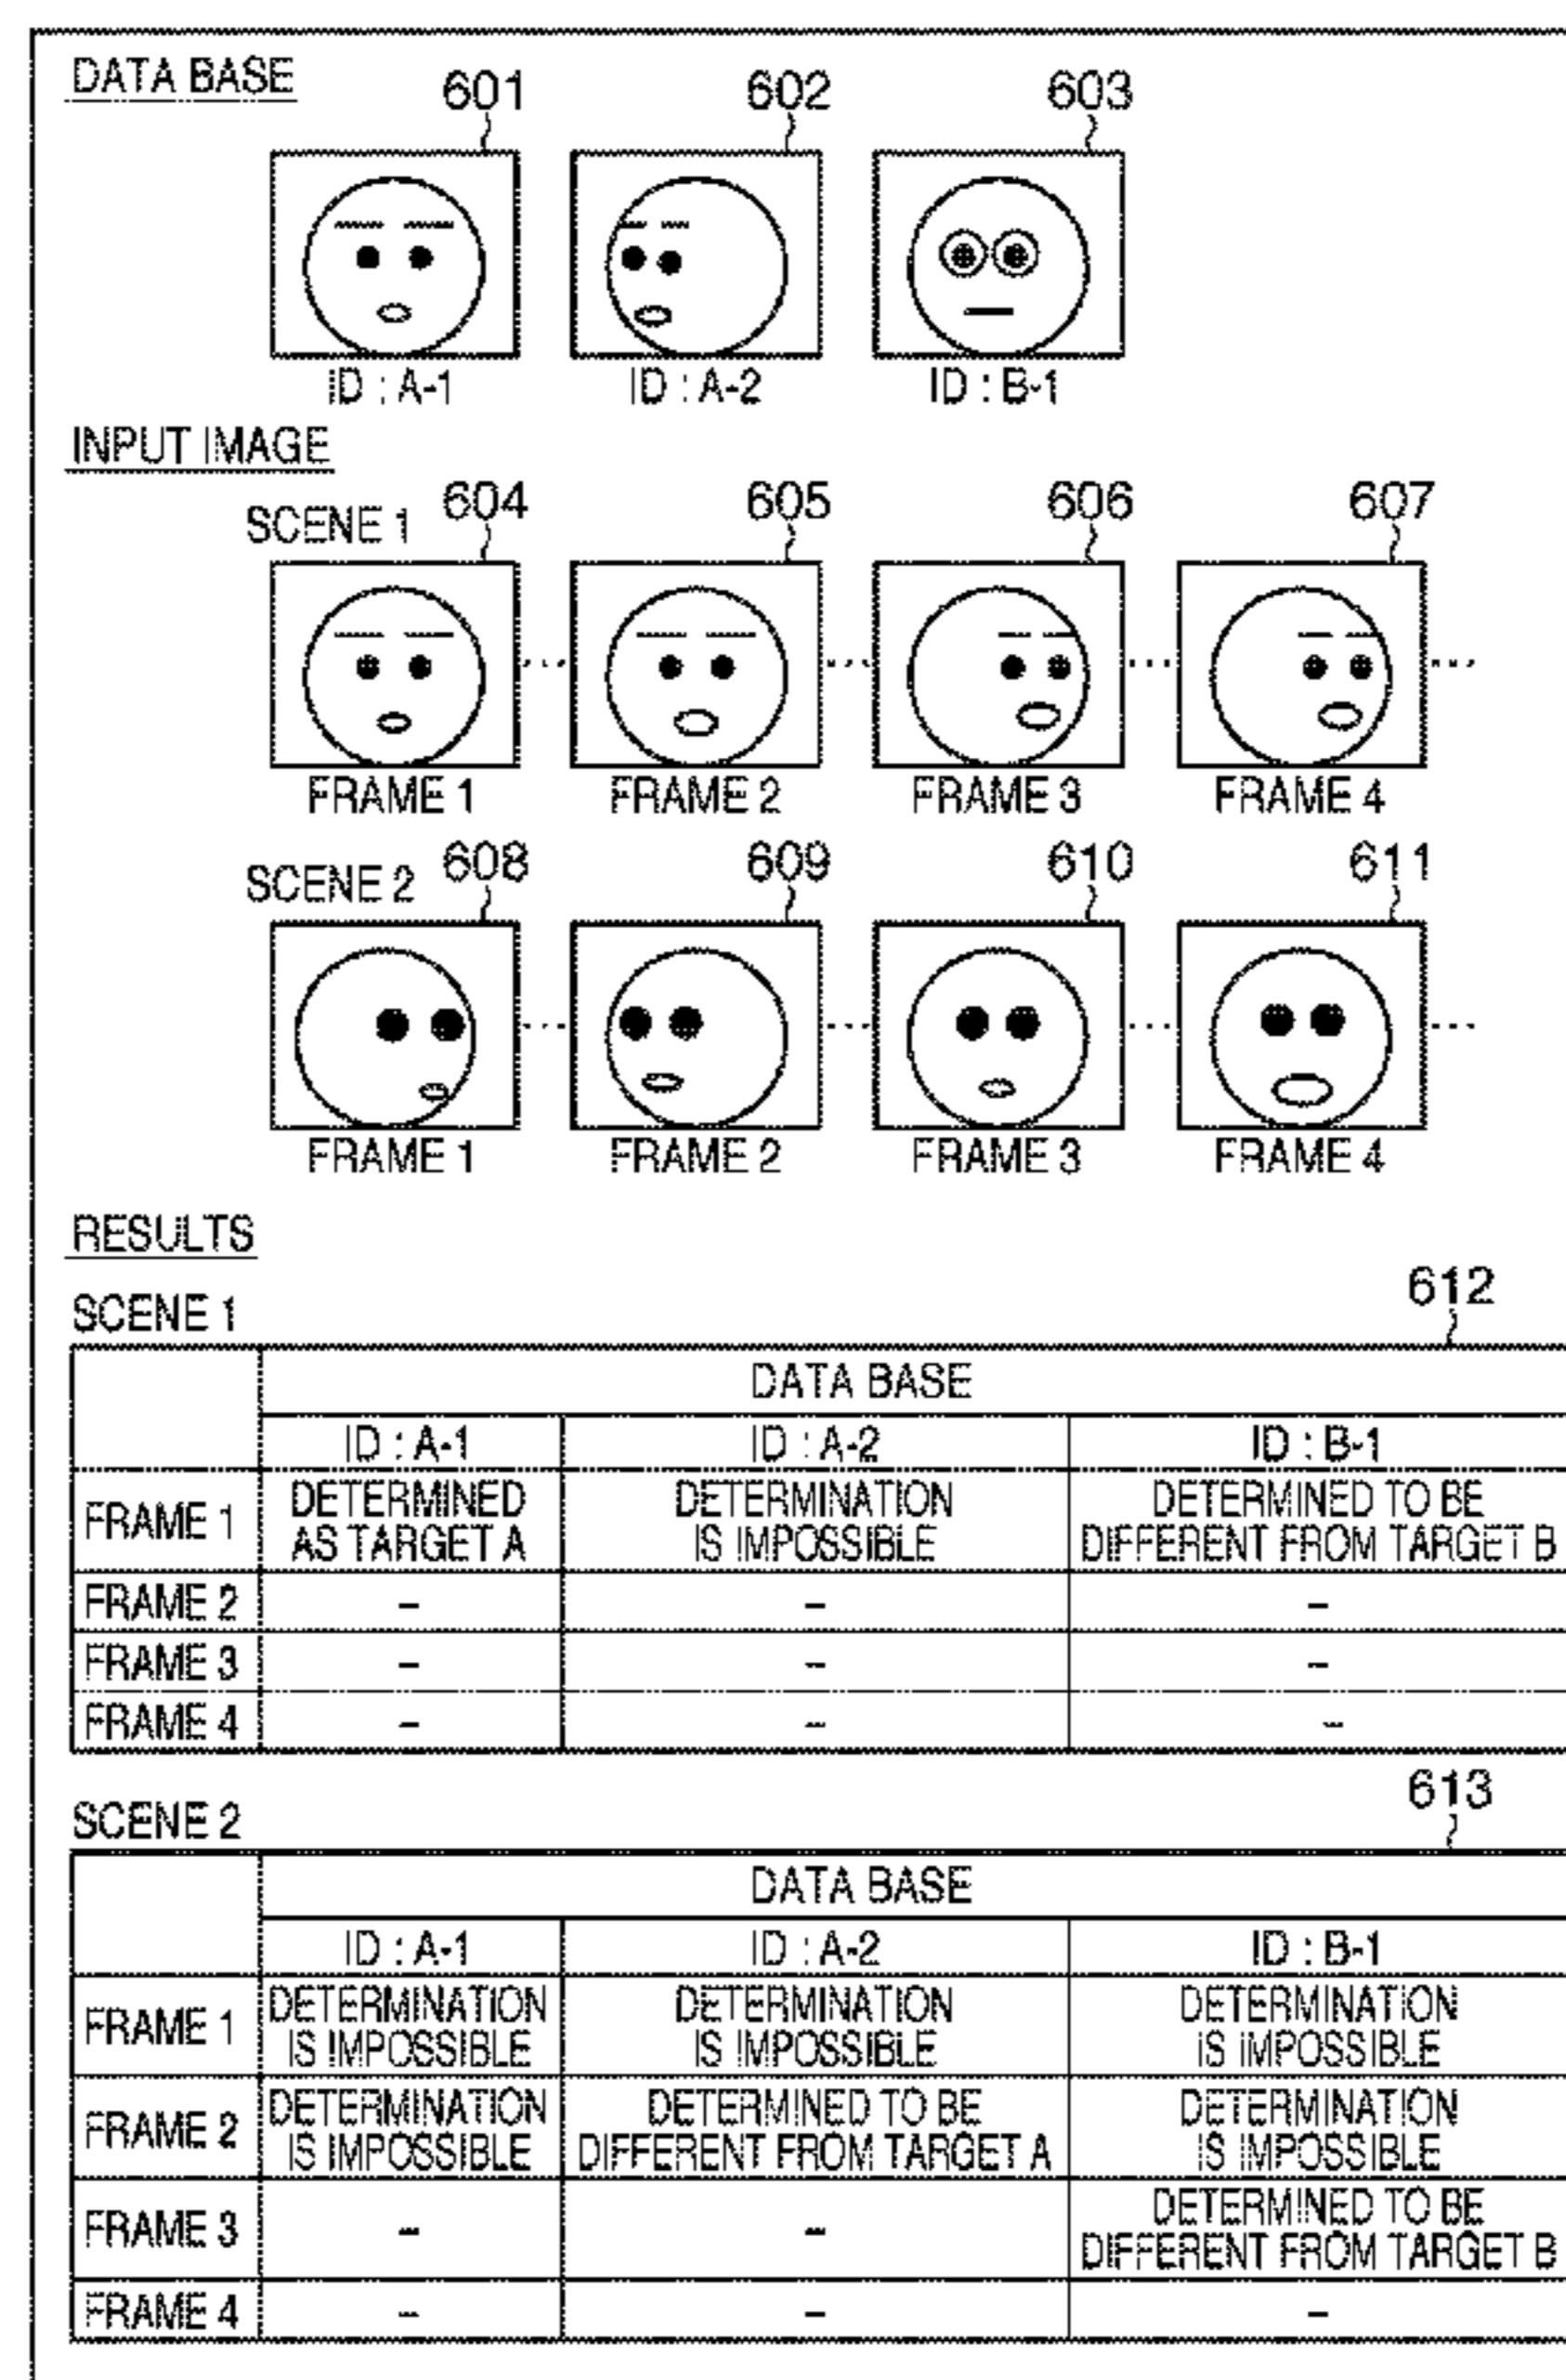 DATA BASE
601 602 603
ID : A-1 ID : A-2 ID : B-1
INPUT IMAGE
SCENE 1 604 605 606 607
FRAME 1 FRAME 2 FRAME 3 FRAME 4
SCENE 2 608 609 610 611
FRAME 1 FRAME 2 FRAME 3 FRAME 4
RESULTS
612
SCENE 1
DATA BASE
ID : A-1 ID : A-2 ID : B-1
FRAME 1 DETERMINED AS TARGET A DETERMINATION IS IMPOSSIBLE DETERMINED TO BE DIFFERENT FROM TARGET B
FRAME 2 - - -
FRAME 3 - - -
FRAME 4 - - -
613
SCENE 2
DATA BASE
ID : A-1 ID : A-2 ID : B-1
FRAME 1 DETERMINATION IS IMPOSSIBLE DETERMINATION IS IMPOSSIBLE DETERMINATION IS IMPOSSIBLE
FRAME 2 DETERMINATION IS IMPOSSIBLE DETERMINED TO BE DIFFERENT FROM TARGET A DETERMINATION IS IMPOSSIBLE
FRAME 3 - - DETERMINED TO BE DIFFERENT FROM TARGET B
FRAME 4 - - -